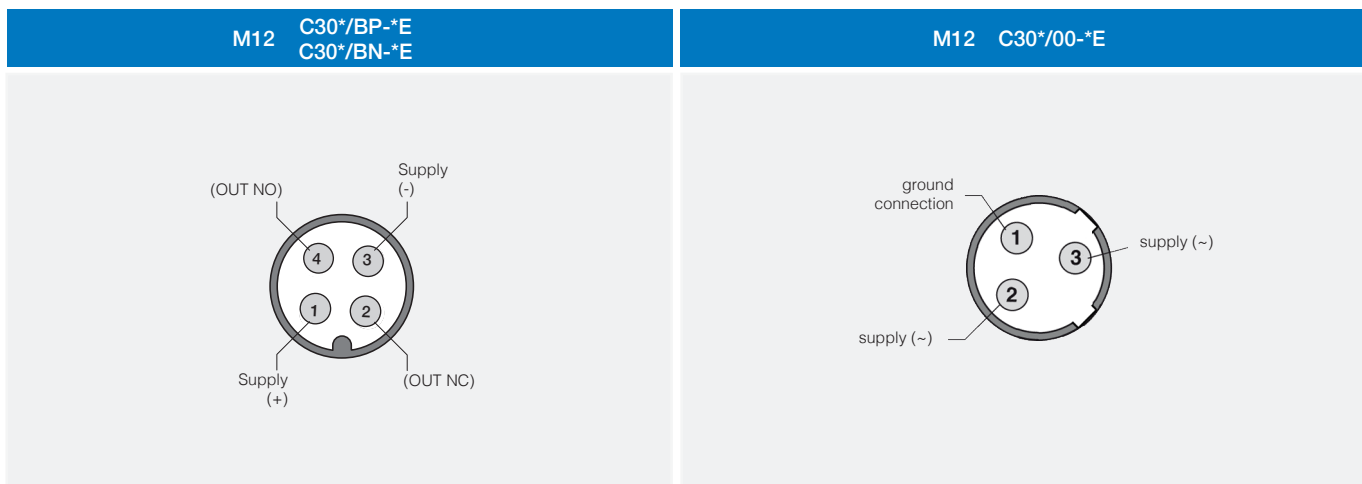 M12 C30*/BP-*E
C30*/BN-*E
M12 C30*/00-*E
Supply
(-)
(OUT NO)
4
3
1
2
Supply
(+)
(OUT NC)
ground
connection
1
3
supply (~)
2
supply (~)